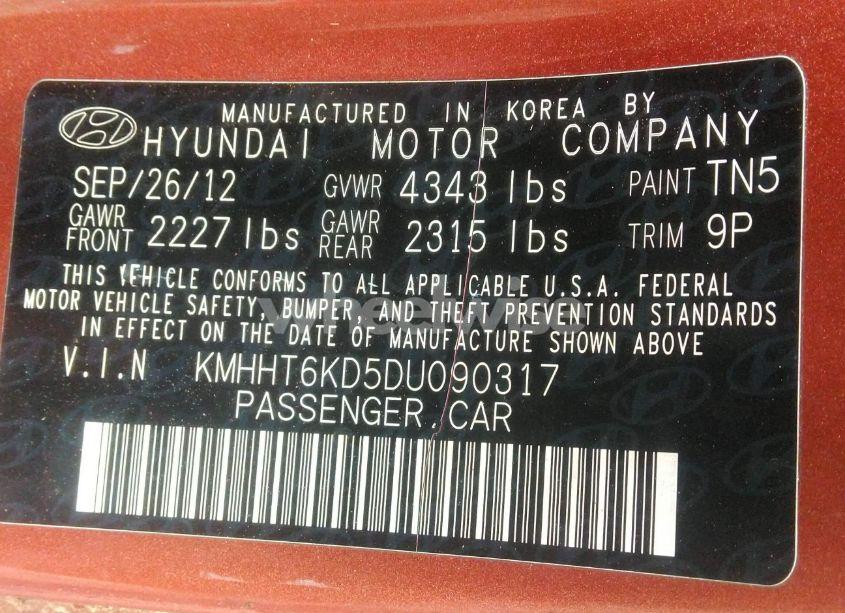 MANUFACTURED IN KOREA BY
HYUNDAI MOTOR COMPANY
SEP/26/12 GVWR 4343 lbs PAINT TN5
GAWR FRONT 2227 lbs GAWR REAR 2315 lbs TRIM 9P
THIS VEHICLE CONFORMS TO ALL APPLICABLE U.S.A. FEDERAL
MOTOR VEHICLE SAFETY, BUMPER, AND THEFT PREVENTION STANDARDS
IN EFFECT ON THE DATE OF MANUFACTURE SHOWN ABOVE
V.I.N KMHHT6KD5DU090317
PASSENGER CAR
wheelwise